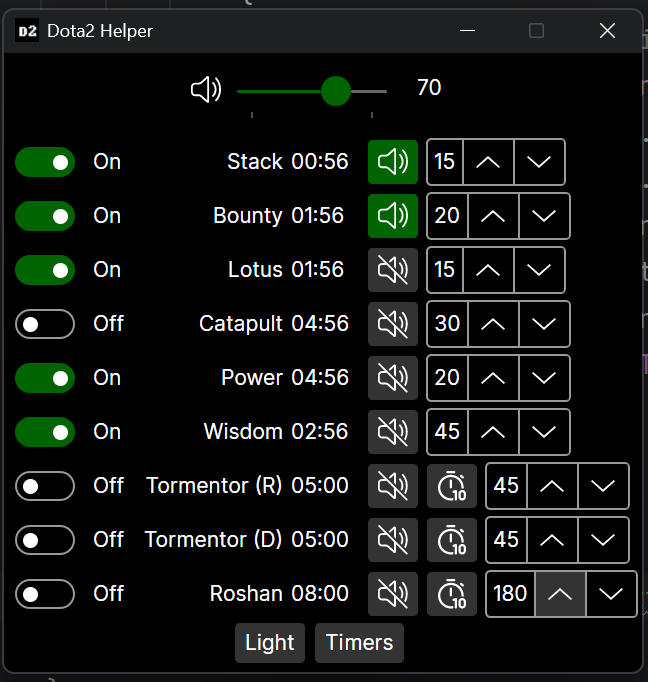 D2 Dota2 Helper
70
On Stack 00:56 15
On Bounty 01:56 20
On Lotus 01:56 15
Off Catapult 04:56 30
On Power 04:56 20
On Wisdom 02:56 45
Off Tormentor (R) 05:00 10 45
Off Tormentor (D) 05:00 10 45
Off Roshan 08:00 10 180
Light Timers